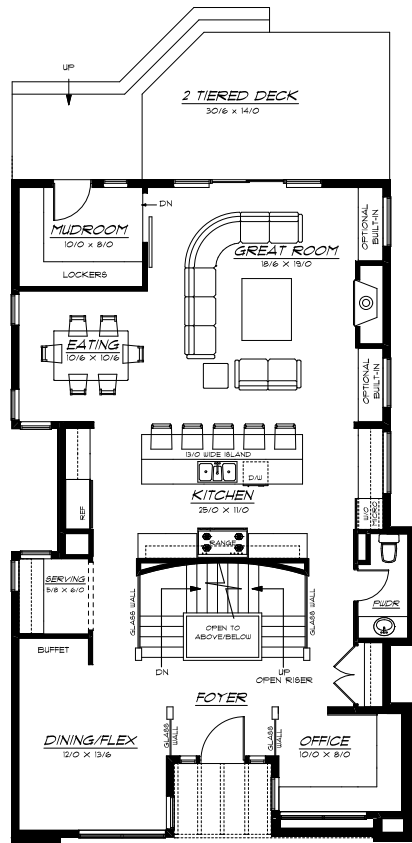 UP
2 TIERED DECK
30/6 x 14/0
DN
MUDROOM
10/0 x 8/0
LOCKERS
OPTIONAL
BUILT-IN
GREAT ROOM
18/6 x 19/0
EATING
10/6 x 10/6
OPTIONAL
BUILT-IN
13/0 WIDE ISLAND
D/W
KITCHEN
25/0 x 11/0
REF
W/O
MICRO
RANGE
SERVING
5/8 x 6/0
GLASS WALL
GLASS WALL
OPEN TO
ABOVE/BELOW
PWDR
BUFFET
DN
UP
OPEN RISER
FOYER
GLASS
WALL
GLASS
WALL
DINING/FLEX
12/0 x 13/6
OFFICE
10/0 x 8/0